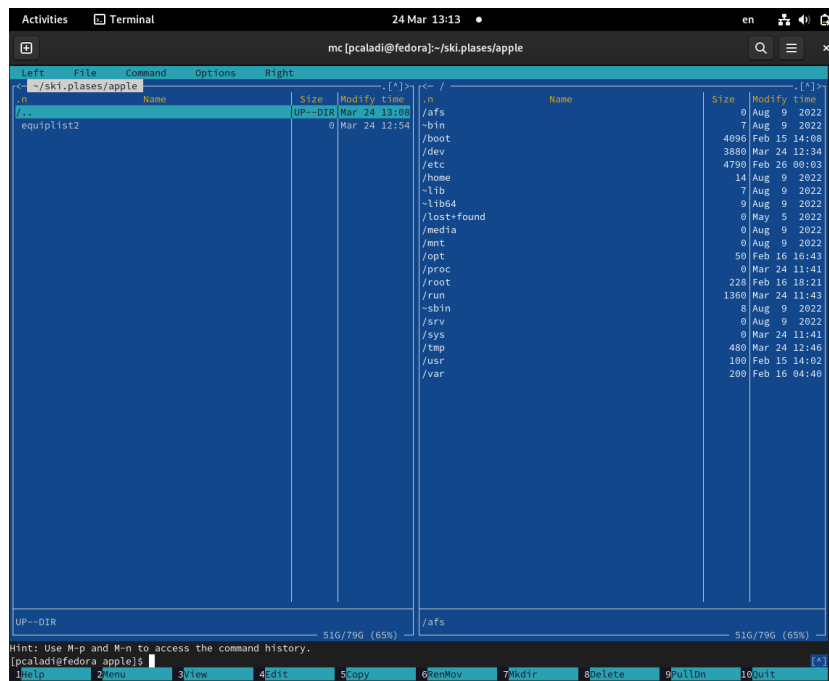 Activities Terminal 24 Mar 13:13 en
mc [pcaladi@fedora]:~/ski.plases/apple
Left File Command Options Right
<- ~/ski.plases/apple .[^]>
.n Name Size Modify time
/.. UP--DIR Mar 24 13:08
equiplist2 0 Mar 24 12:54
UP--DIR
51G/79G (65%)
<- / .[^]>
.n Name Size Modify time
/afs 0 Aug 9 2022
~bin 7 Aug 9 2022
/boot 4096 Feb 15 14:08
/dev 3880 Mar 24 12:34
/etc 4790 Feb 26 00:03
/home 14 Aug 9 2022
~lib 7 Aug 9 2022
~lib64 9 Aug 9 2022
/lost+found 0 May 5 2022
/media 0 Aug 9 2022
/mnt 0 Aug 9 2022
/opt 50 Feb 16 16:43
/proc 0 Mar 24 11:41
/root 228 Feb 16 18:21
/run 1360 Mar 24 11:43
~sbin 8 Aug 9 2022
/srv 0 Aug 9 2022
/sys 0 Mar 24 11:41
/tmp 480 Mar 24 12:46
/usr 100 Feb 15 14:02
/var 200 Feb 16 04:40
/afs
51G/79G (65%)
Hint: Use M-p and M-n to access the command history.
[pcaladi@fedora apple]$ [^]
1Help 2Menu 3View 4Edit 5Copy 6RenMov 7Mkdir 8Delete 9PullDn 10Quit